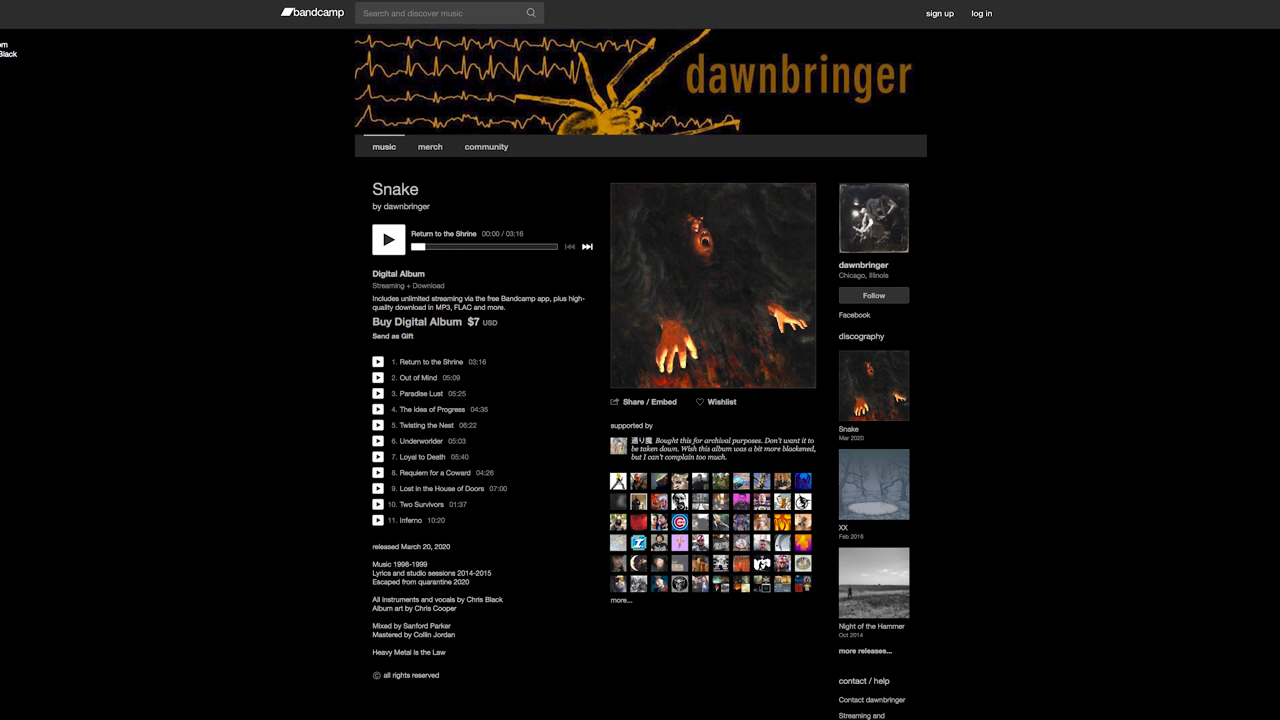 bandcamp
Search and discover music
sign up
log in
om
Black
dawnbringer
music
merch
community
Snake
by dawnbringer
Return to the Shrine 00:00 / 03:16
Digital Album
Streaming + Download
Includes unlimited streaming via the free Bandcamp app, plus high-
quality download in MP3, FLAC and more.
Buy Digital Album $7 USD
Send as Gift
1. Return to the Shrine 03:16
2. Out of Mind 05:09
3. Paradise Lust 05:25
4. The Idea of Progress 04:35
5. Twisting the Nest 06:22
6. Underworlder 05:03
7. Loyal to Death 05:40
8. Requiem for a Coward 04:26
9. Lost in the House of Doors 07:00
10. Two Survivors 01:37
11. Inferno 10:20
released March 20, 2020
Music 1998-1999
Lyrics and studio sessions 2014-2015
Escaped from quarantine 2020
All instruments and vocals by Chris Black
Album art by Chris Cooper
Mixed by Sanford Parker
Mastered by Collin Jordan
Heavy Metal is the Law
© all rights reserved
Share / Embed
Wishlist
supported by
通り魔 Bought this for archival purposes. Don't want it to
be taken down. Wish this album was a bit more blackened,
but I can't complain too much.
more...
dawnbringer
Chicago, Illinois
Follow
Facebook
discography
Snake
Mar 2020
XX
Feb 2016
Night of the Hammer
Oct 2014
more releases...
contact / help
Contact dawnbringer
Streaming and